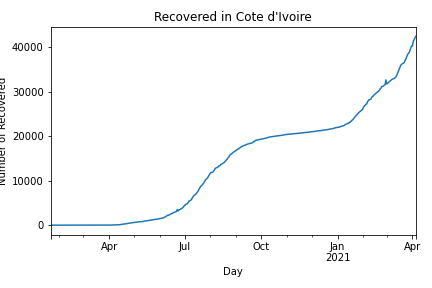 Recovered in Cote d'Ivoire
Number of Recovered
40000
30000
20000
10000
0
Apr
Jul
Oct
Jan
2021
Apr
Day